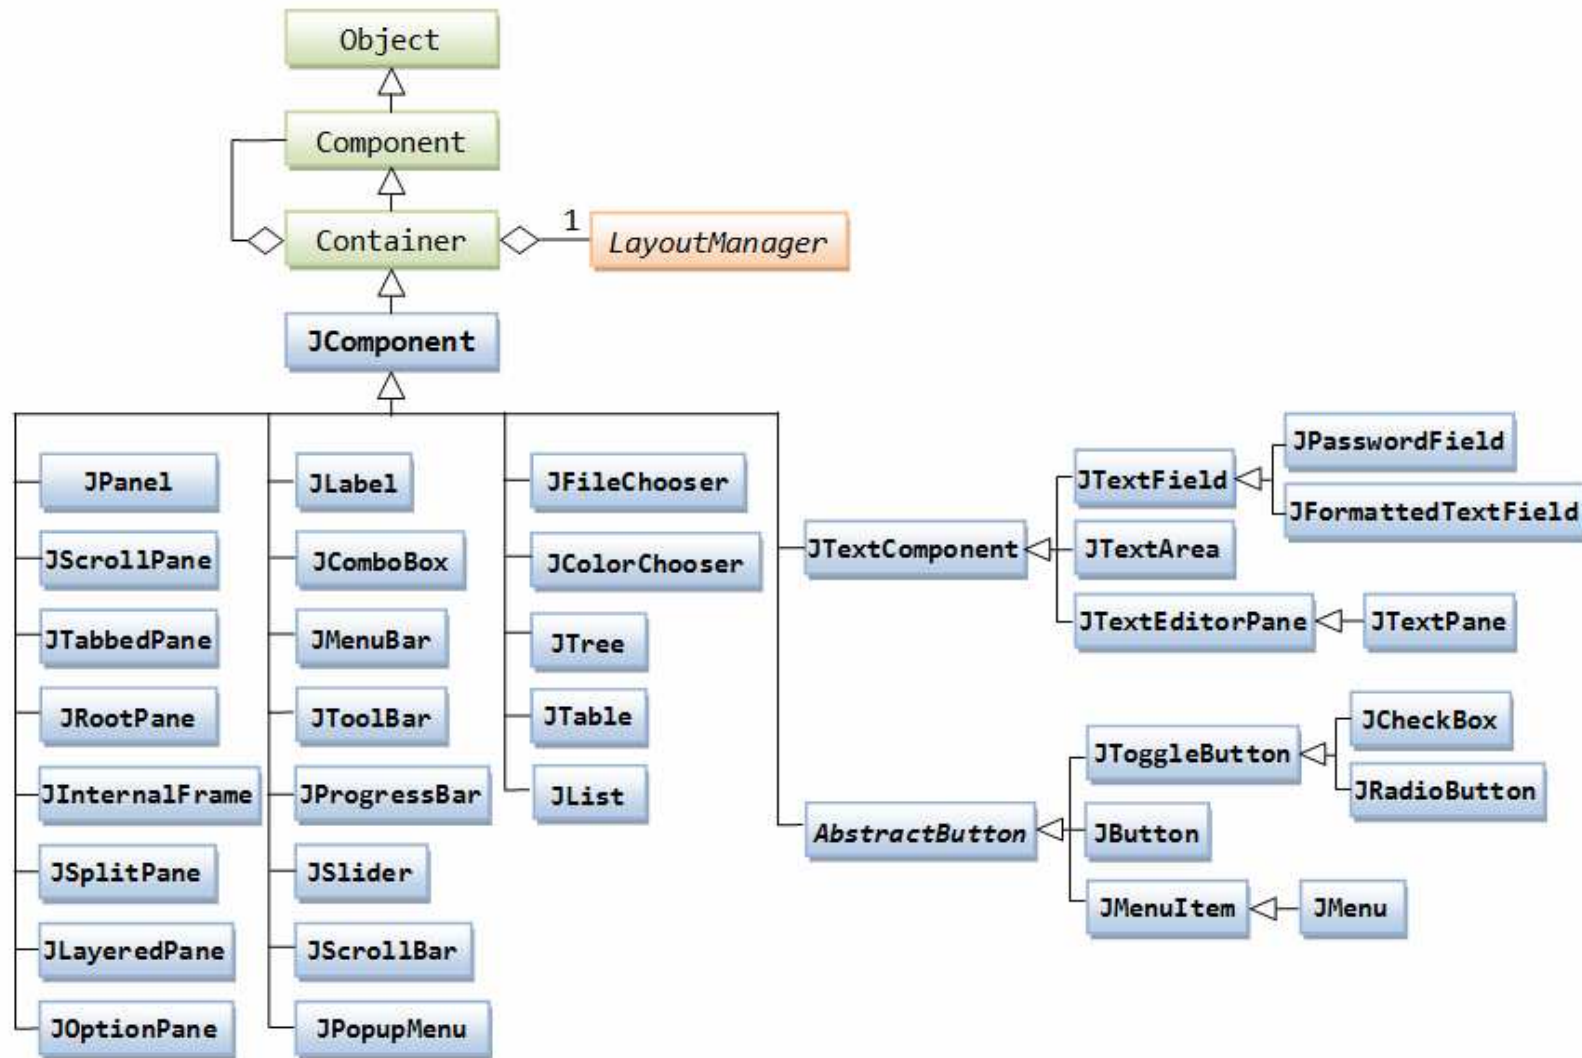 Object
Component
Container
1
LayoutManager
JComponent
JPanel
JScrollPane
JTabbedPane
JRootPane
JInternalFrame
JSplitPane
JLayeredPane
JOptionPane
JLabel
JComboBox
JMenuBar
JToolBar
JProgressBar
JSlider
JScrollBar
JPopupMenu
JFileChooser
JColorChooser
JTree
JTable
JList
JTextComponent
JTextField
JPasswordField
JFormattedTextField
JTextArea
JTextEditorPane
JTextPane
AbstractButton
JToggleButton
JCheckBox
JRadioButton
JButton
JMenuItem
JMenu